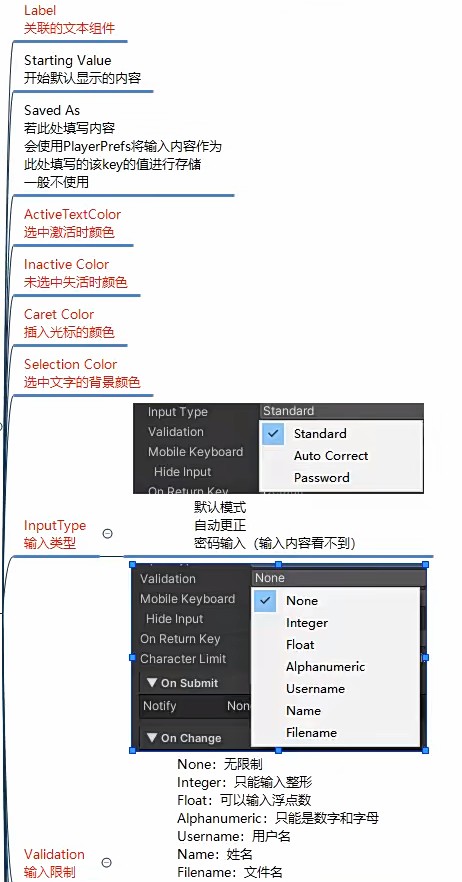 Label
关联的文本组件
Starting Value
开始默认显示的内容
Saved As
若此处填写内容
会使用PlayerPrefs将输入内容作为
此处填写的该key的值进行存储
一般不使用
ActiveTextColor
选中激活时颜色
Inactive Color
未选中失活时颜色
Caret Color
插入光标的颜色
Selection Color
选中文字的背景颜色
Input Type Standard
Validation Standard
Mobile Keyboard Auto Correct
Hide Input Password
On Return Key
默认模式
自动更正
密码输入（输入内容看不到）
InputType
输入类型
Validation None
Mobile Keyboard None
Hide Input Integer
On Return Key Float
Character Limit Alphanumeric
On Submit Username
Notify Non Name
On Change Filename
None：无限制
Integer：只能输入整形
Float：可以输入浮点数
Alphanumeric：只能是数字和字母
Username：用户名
Name：姓名
Filename：文件名
Validation
输入限制